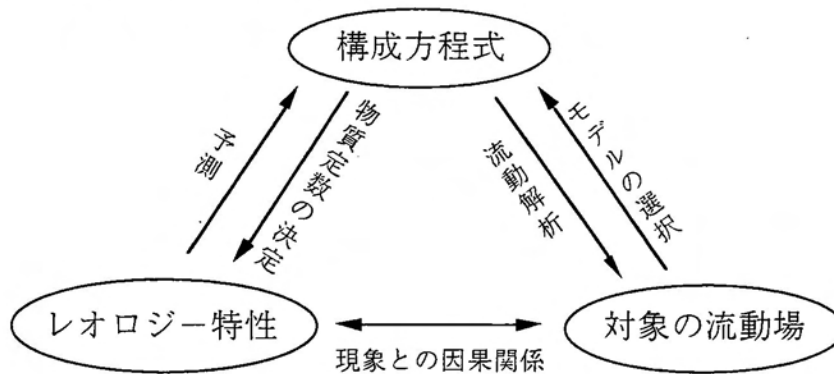 構成方程式
予測
物質定数の決定
流動解析
モデルの選択
レオロジー特性
対象の流動場
現象との因果関係